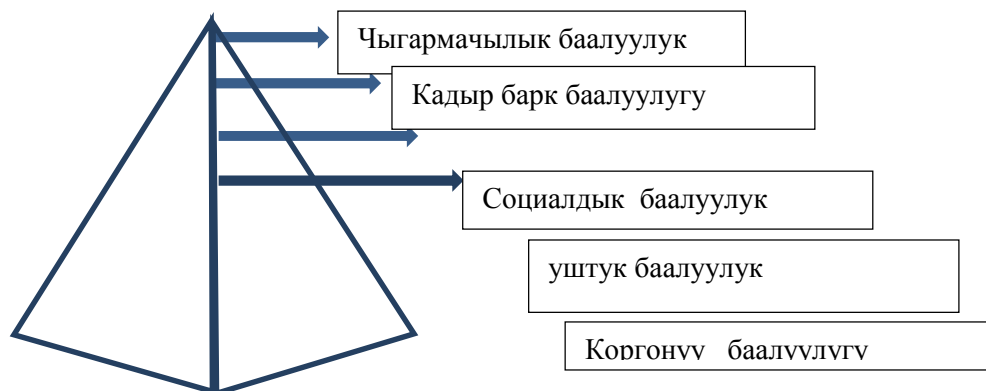 Чыгармачылык баалуулук
Кадыр барк баалуулугу
Социалдык баалуулук
уштук баалуулук
Коргонуу баалуулугу